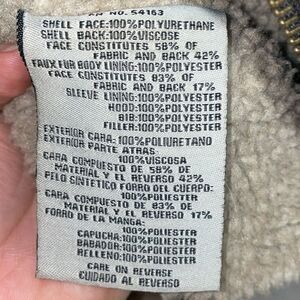 RN NO. 54163
SHELL FACE:100%POLYURETHANE
SHELL BACK:100%VISCOSE
FACE CONSTITUTES 58% OF
FABRIC AND BACK 42%
FAUX FUR BODY LINING:100%POLYESTER
FACE CONSTITUTES 83% OF
FABRIC AND BACK 17%
SLEEVE LINING:100%POLYESTER
HOOD:100%POLYESTER
BIB:100%POLYESTER
FILLER:100%POLYESTER
EXTERIOR CARA:100%POLIURETANO
EXTERIOR PARTE ATRAS:
100%VISCOSA
CARA COMPUESTO DE 58% DE
MATERIAL Y EL REVERSO 42%
PELO SINTETICO FORRO DEL CUERPO:
100%POLIESTER
CARA COMPUESTO DE 83% DE
MATERIAL Y EL REVERSO 17%
FORRO DE LA MANGA:
100%POLIESTER
CAPUCHA:100%POLIESTER
BABADOR:100%POLIESTER
RELLENO:100%POLIESTER
CARE ON REVERSE
CUIDADO AL DORSO